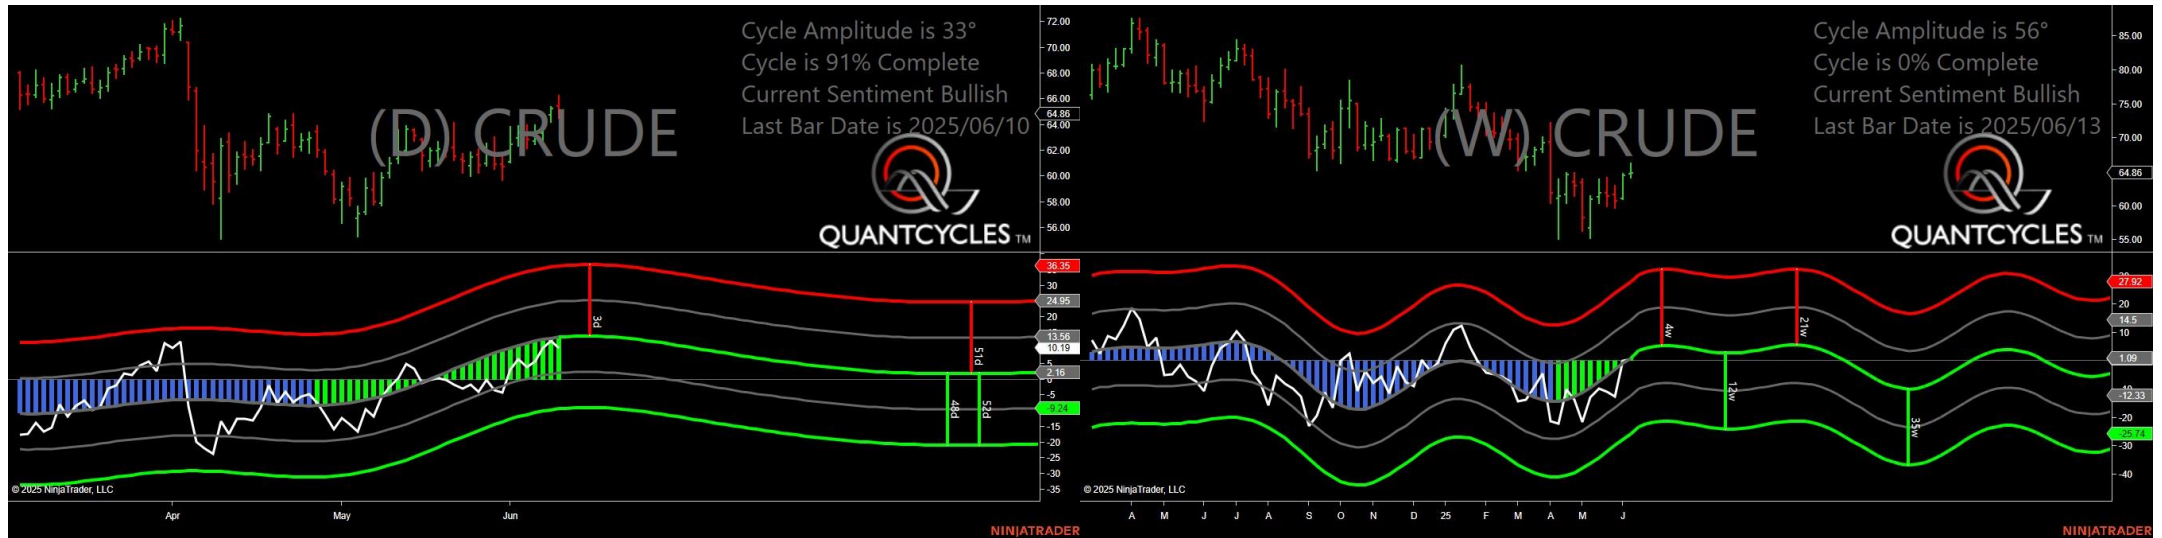 Cycle Amplitude is 33°
Cycle is 91% Complete
Current Sentiment Bullish
Last Bar Date is 2025/06/10
(D) CRUDE
QUANTCYCLES TM
72.00
70.00
68.00
66.00
64.86
64.00
62.00
60.00
58.00
56.00
36.35
30
24.95
20
13.56
10.19
5
2.16
0
-5
-9.24
-15
-20
-25
-30
-35
3d
51d
48d
52d
© 2025 NinjaTrader, LLC
Apr
May
Jun
NINJATRADER
Cycle Amplitude is 56°
Cycle is 0% Complete
Current Sentiment Bullish
Last Bar Date is 2025/06/13
(W) CRUDE
QUANTCYCLES TM
85.00
80.00
75.00
70.00
64.86
60.00
55.00
27.92
20
14.5
10
1.09
-12.33
-20
-25.74
-30
-40
4w
21w
12w
35w
© 2025 NinjaTrader, LLC
A M J J A S O N D 25 F M A M J
NINJATRADER